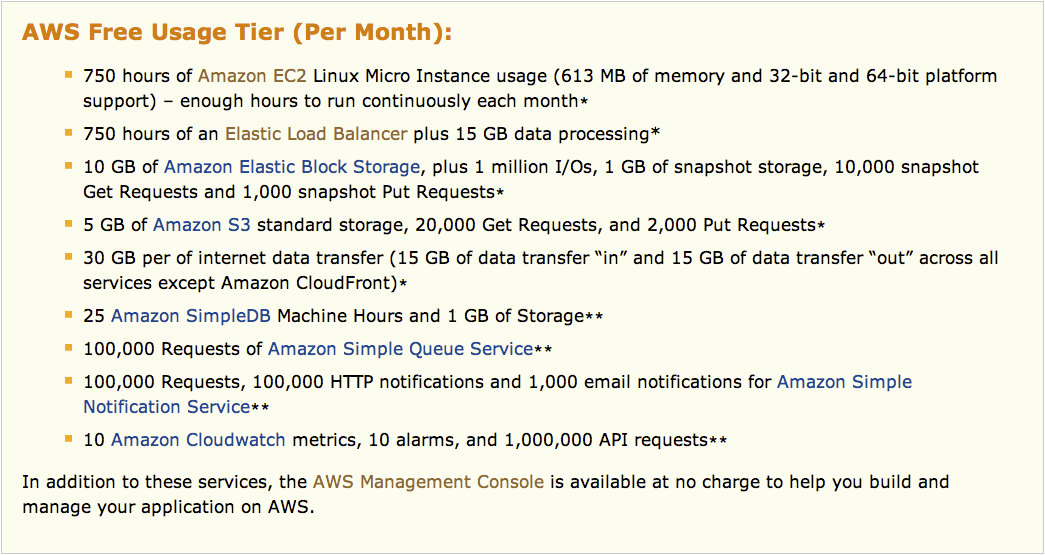 AWS Free Usage Tier (Per Month):
750 hours of Amazon EC2 Linux Micro Instance usage (613 MB of memory and 32-bit and 64-bit platform
support) – enough hours to run continuously each month*
750 hours of an Elastic Load Balancer plus 15 GB data processing*
10 GB of Amazon Elastic Block Storage, plus 1 million I/Os, 1 GB of snapshot storage, 10,000 snapshot
Get Requests and 1,000 snapshot Put Requests*
5 GB of Amazon S3 standard storage, 20,000 Get Requests, and 2,000 Put Requests*
30 GB per of internet data transfer (15 GB of data transfer “in” and 15 GB of data transfer “out” across all
services except Amazon CloudFront)*
25 Amazon SimpleDB Machine Hours and 1 GB of Storage**
100,000 Requests of Amazon Simple Queue Service**
100,000 Requests, 100,000 HTTP notifications and 1,000 email notifications for Amazon Simple
Notification Service**
10 Amazon Cloudwatch metrics, 10 alarms, and 1,000,000 API requests**
In addition to these services, the AWS Management Console is available at no charge to help you build and
manage your application on AWS.